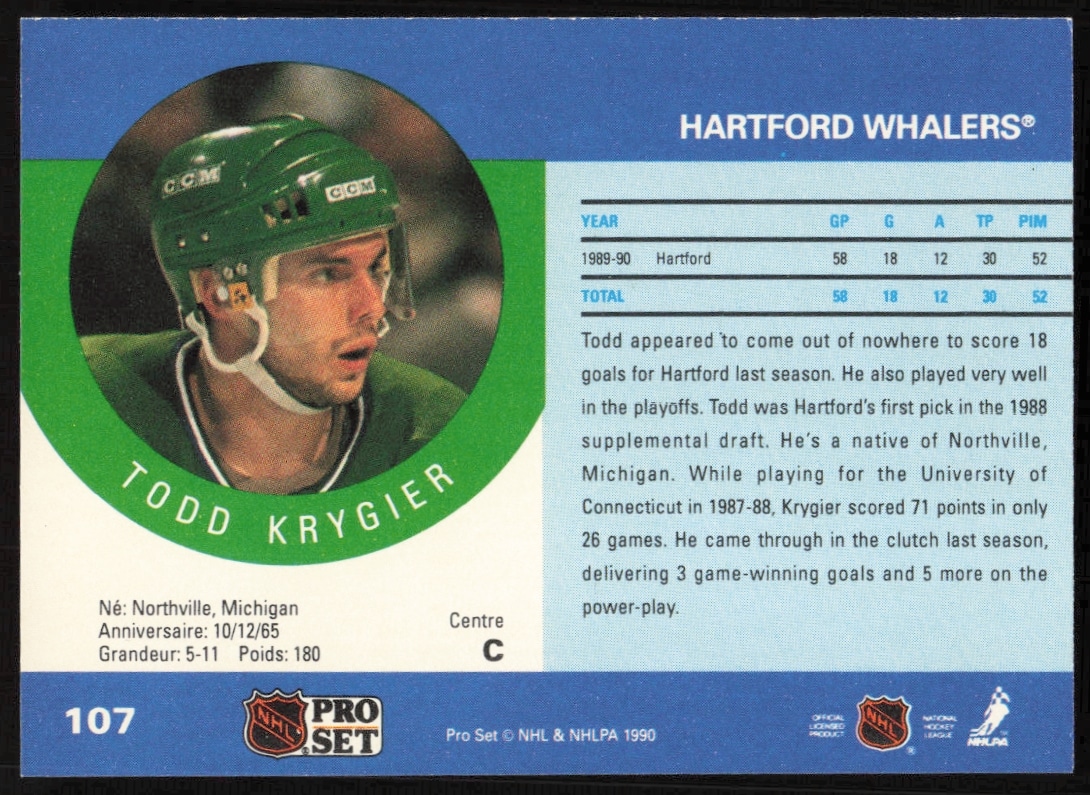 HARTFORD WHALERS®
CCM CCM
YEAR GP G A TP PIM
1989-90 Hartford 58 18 12 30 52
TOTAL 58 18 12 30 52
Todd appeared to come out of nowhere to score 18
goals for Hartford last season. He also played very well
in the playoffs. Todd was Hartford's first pick in the 1988
supplemental draft. He's a native of Northville,
Michigan. While playing for the University of
Connecticut in 1987-88, Krygier scored 71 points in only
26 games. He came through in the clutch last season,
delivering 3 game-winning goals and 5 more on the
power-play.
TODD KRYGIER
Né: Northville, Michigan
Anniversaire: 10/12/65
Grandeur: 5-11 Poids: 180
Centre
C
107
NHL
PRO
SET
Pro Set © NHL & NHLPA 1990
OFFICIAL
LICENSED
PRODUCT
NHL
NATIONAL
HOCKEY
LEAGUE
NHLPA